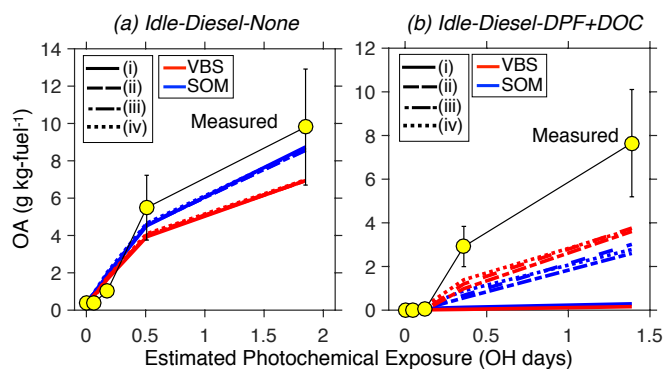 (a) Idle-Diesel-None
(b) Idle-Diesel-DPF+DOC
OA (g kg-fuel⁻¹)
14
12
10
8
6
4
2
0
(i)
(ii)
(iii)
(iv)
VBS
SOM
Measured
0
0.5
1
1.5
2
12
10
8
6
4
2
0
(i)
(ii)
(iii)
(iv)
VBS
SOM
Measured
0
0.5
1
1.5
Estimated Photochemical Exposure (OH days)